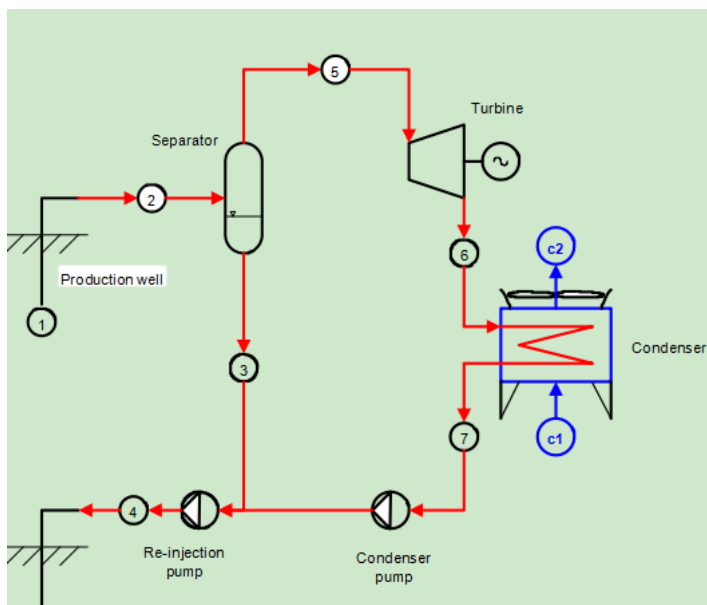 5
Turbine
Separator
2
6
c2
Production well
1
Condenser
3
7
c1
4
Re-injection
pump
Condenser
pump